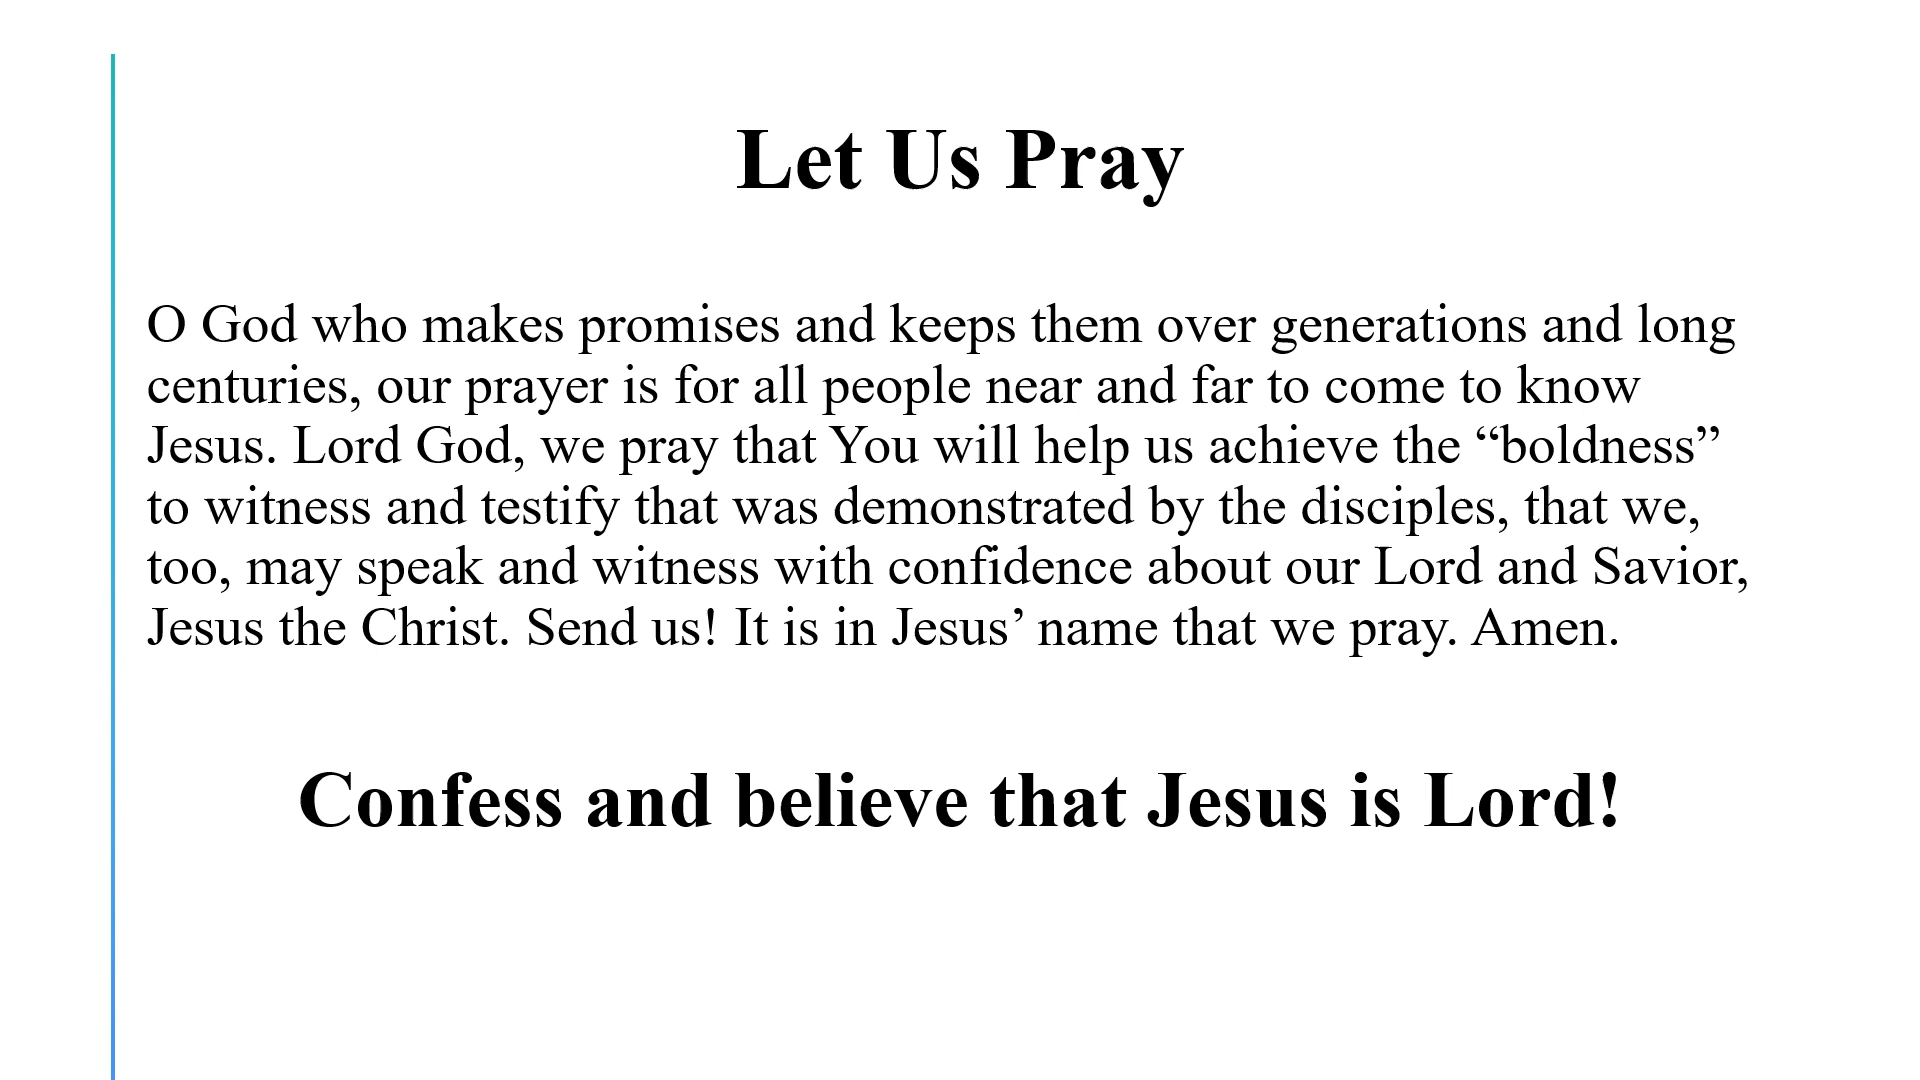 Let Us Pray
O God who makes promises and keeps them over generations and long
centuries, our prayer is for all people near and far to come to know
Jesus. Lord God, we pray that You will help us achieve the “boldness”
to witness and testify that was demonstrated by the disciples, that we,
too, may speak and witness with confidence about our Lord and Savior,
Jesus the Christ. Send us! It is in Jesus’ name that we pray. Amen.
Confess and believe that Jesus is Lord!